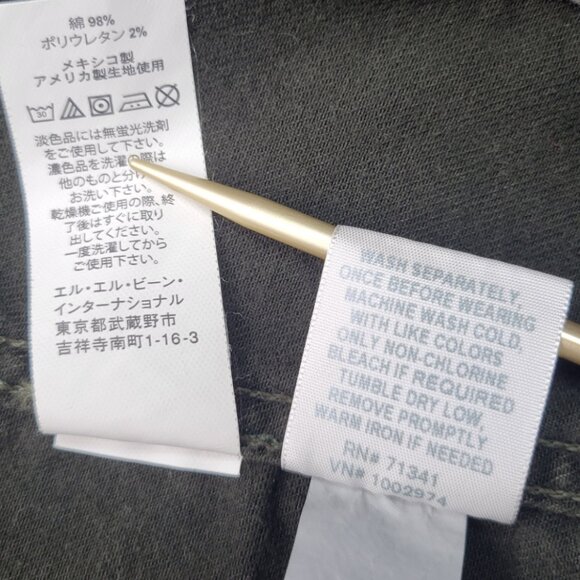 綿 98%
ポリウレタン 2%
メキシコ製
アメリカ製生地使用
30
淡色品には無蛍光洗剤
をご使用して下さい。
濃色品を洗濯の際は
他のものと分け
お洗い下さい。
乾燥機ご使用の際、終
了後はすぐに取り
出してください。
一度洗濯してから
ご使用下さい。
エル・エル・ビーン・
インターナショナル
東京都武蔵野市
吉祥寺南町1-16-3
WASH SEPARATELY,
ONCE BEFORE WEARING
MACHINE WASH COLD,
WITH LIKE COLORS
ONLY NON-CHLORINE
BLEACH IF REQUIRED
TUMBLE DRY LOW,
REMOVE PROMPTLY
WARM IRON IF NEEDED
RN# 71341
VN# 1002974